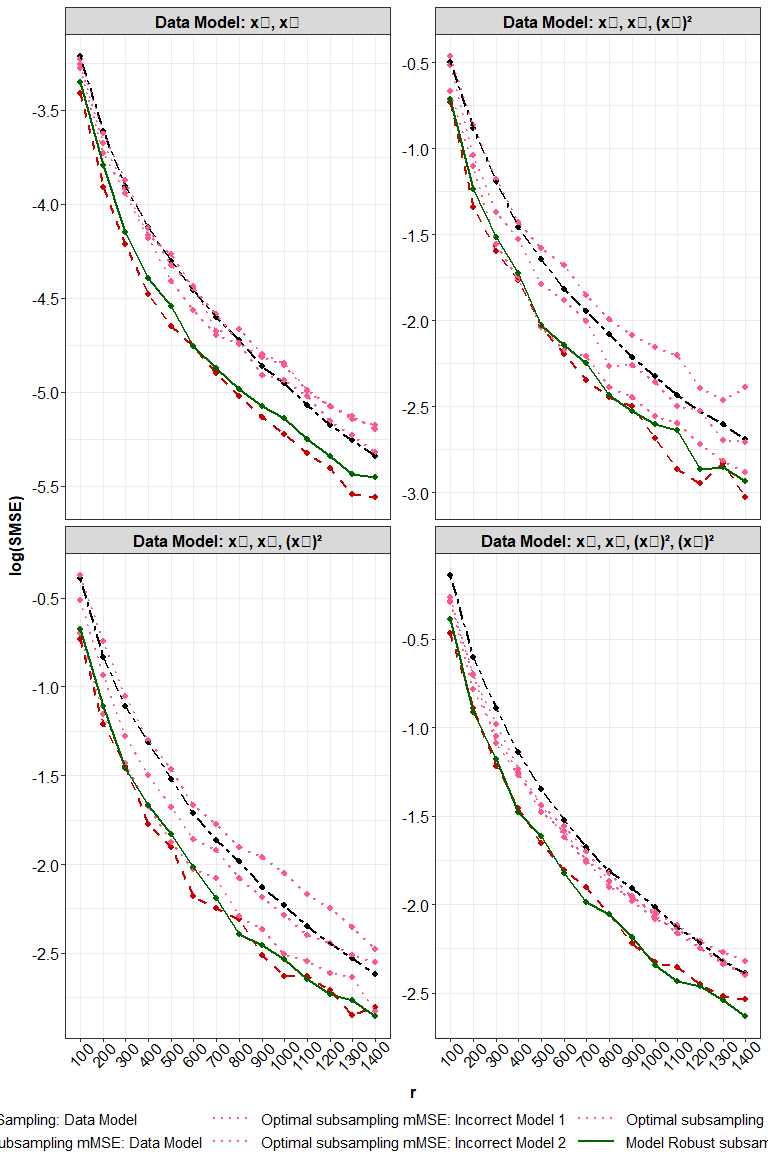 Data Model: x▯, x▯
Data Model: x▯, x▯, (x▯)²
-3.5
-4.0
-4.5
-5.0
-5.5
-0.5
-1.0
-1.5
-2.0
-2.5
-3.0
log(SMSE)
Data Model: x▯, x▯, (x▯)²
Data Model: x▯, x▯, (x▯)², (x▯)²
-0.5
-1.0
-1.5
-2.0
-2.5
-0.5
-1.0
-1.5
-2.0
-2.5
100 200 300 400 500 600 700 800 900 1000 1100 1200 1300 1400
100 200 300 400 500 600 700 800 900 1000 1100 1200 1300 1400
r
Sampling: Data Model Optimal subsampling mMSE: Incorrect Model 1 Optimal subsampling
ubsampling mMSE: Data Model Optimal subsampling mMSE: Incorrect Model 2 Model Robust subsam